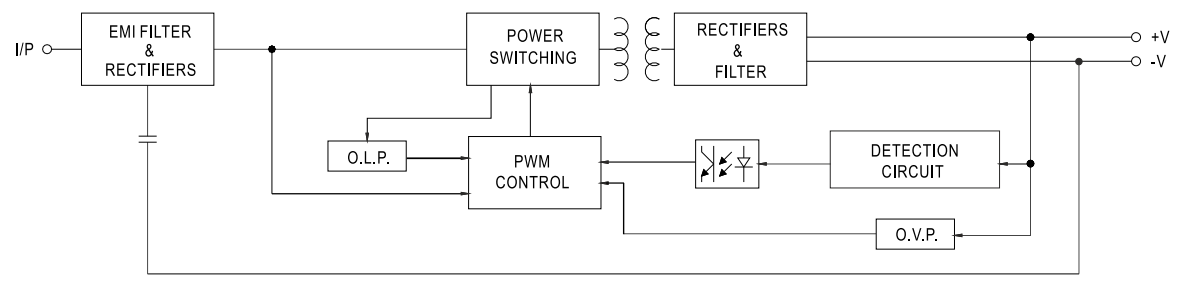 I/P
EMI FILTER
&
RECTIFIERS
POWER
SWITCHING
RECTIFIERS
&
FILTER
+V
-V
O.L.P.
PWM
CONTROL
DETECTION
CIRCUIT
O.V.P.